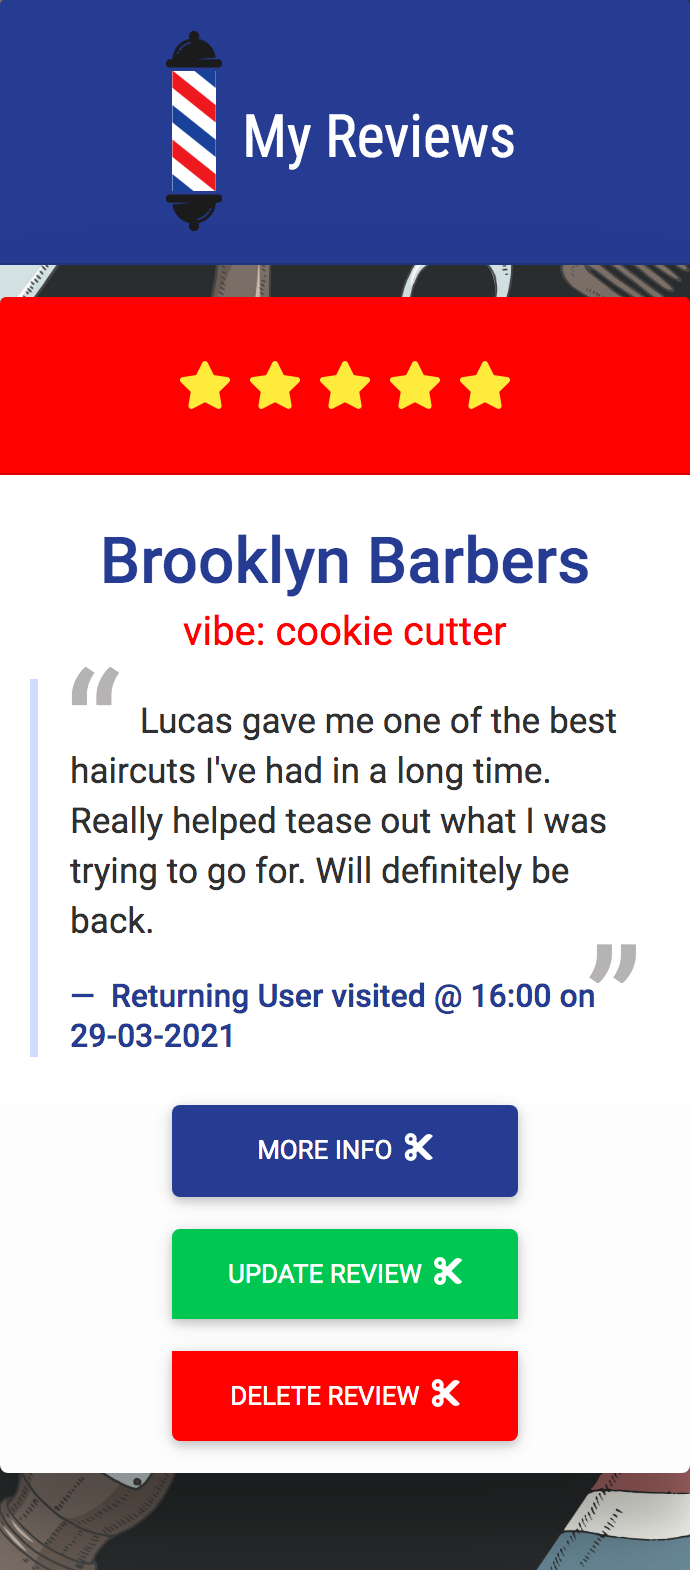 My Reviews
Brooklyn Barbers
vibe: cookie cutter
“ Lucas gave me one of the best
haircuts I've had in a long time.
Really helped tease out what I was
trying to go for. Will definitely be
back.
”
— Returning User visited @ 16:00 on
29-03-2021
MORE INFO
UPDATE REVIEW
DELETE REVIEW